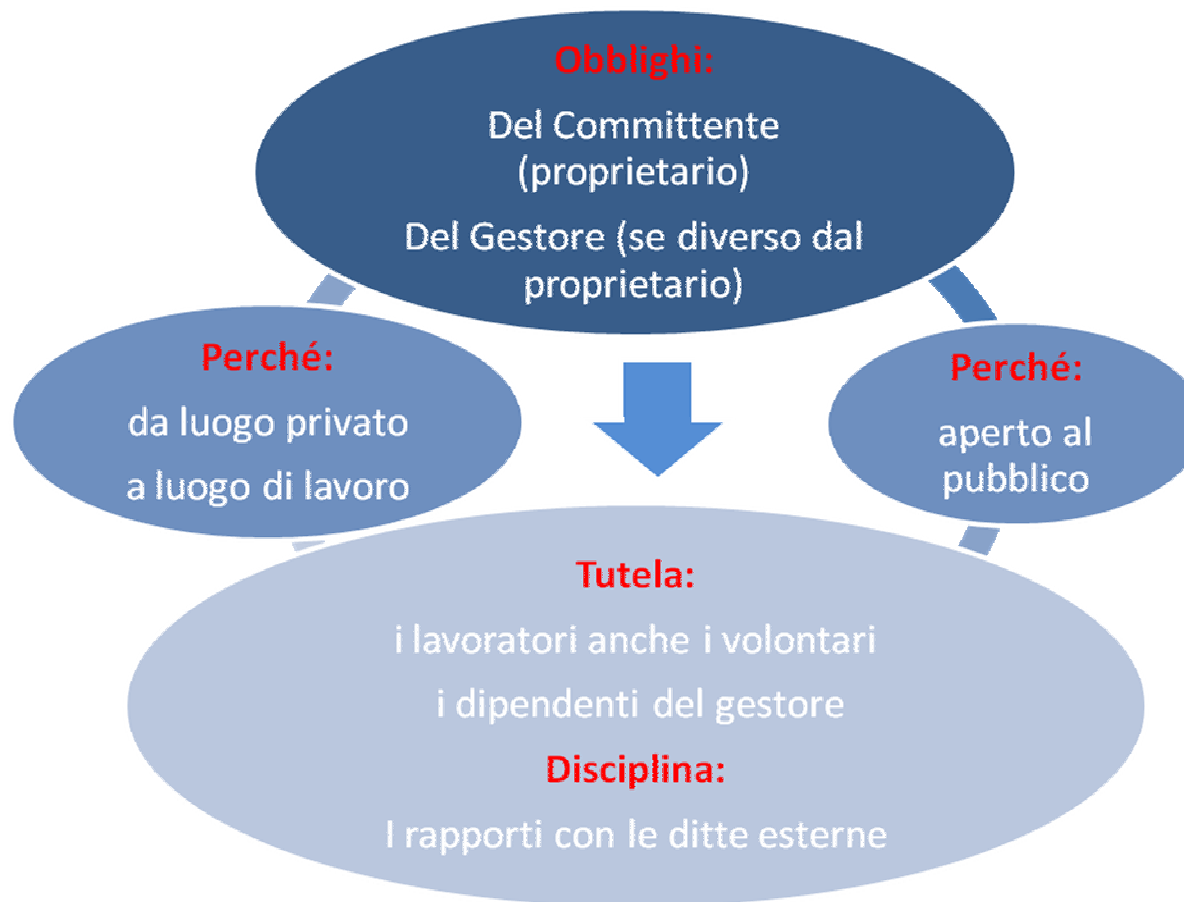 Obblighi:
Del Committente
(proprietario)
Del Gestore (se diverso dal
proprietario)
Perché:
da luogo privato
a luogo di lavoro
Perché:
aperto al
pubblico
Tutela:
i lavoratori anche i volontari
i dipendenti del gestore
Disciplina:
I rapporti con le ditte esterne